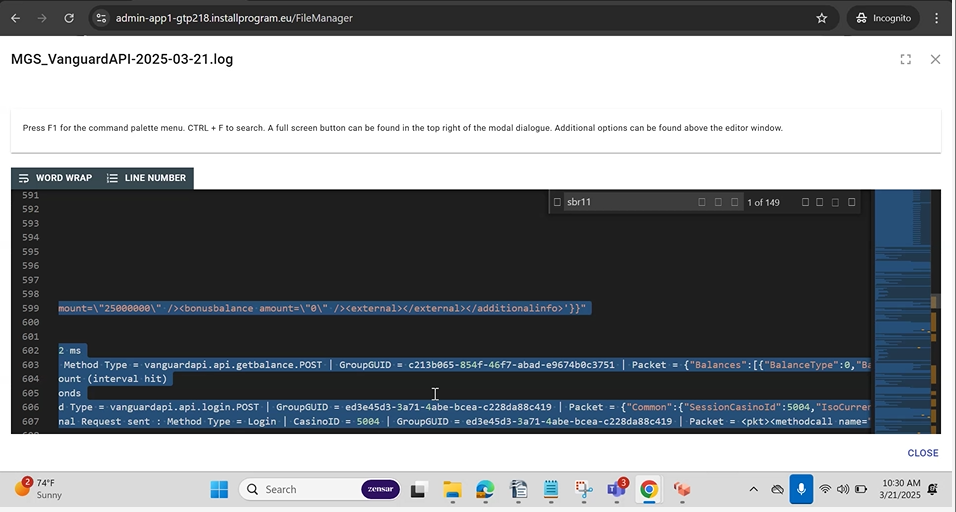 admin-app1-gtp218.installprogram.eu/FileManager
Incognito
MGS_VanguardAPI-2025-03-21.log
Press F1 for the command palette menu. CTRL + F to search. A full screen button can be found in the top right of the modal dialogue. Additional options can be found above the editor window.
WORD WRAP LINE NUMBER
sbr11 1 of 149
591
592
593
594
595
596
597
598
599 mount=\"25000000\" /><bonusbalance amount=\"0\" /><external></external></additionalinfo>'}}"
600
601
602 2 ms
603 Method Type = vanguardapi.api.getbalance.POST | GroupGUID = c213b065-854f-46f7-abad-e9674b0c3751 | Packet = {"Balances":[{"BalanceType":0,"Ba
604 ount (interval hit)
605 onds
606 d Type = vanguardapi.api.login.POST | GroupGUID = ed3e45d3-3a71-4abe-bcea-c228da88c419 | Packet = {"Common":{"SessionCasinoId":5004,"IsoCurren
607 nal Request sent : Method Type = Login | CasinoID = 5004 | GroupGUID = ed3e45d3-3a71-4abe-bcea-c228da88c419 | Packet = <pkt><methodcall name=
CLOSE
2
74°F
Sunny
Search
zensar
3
10:30 AM
3/21/2025